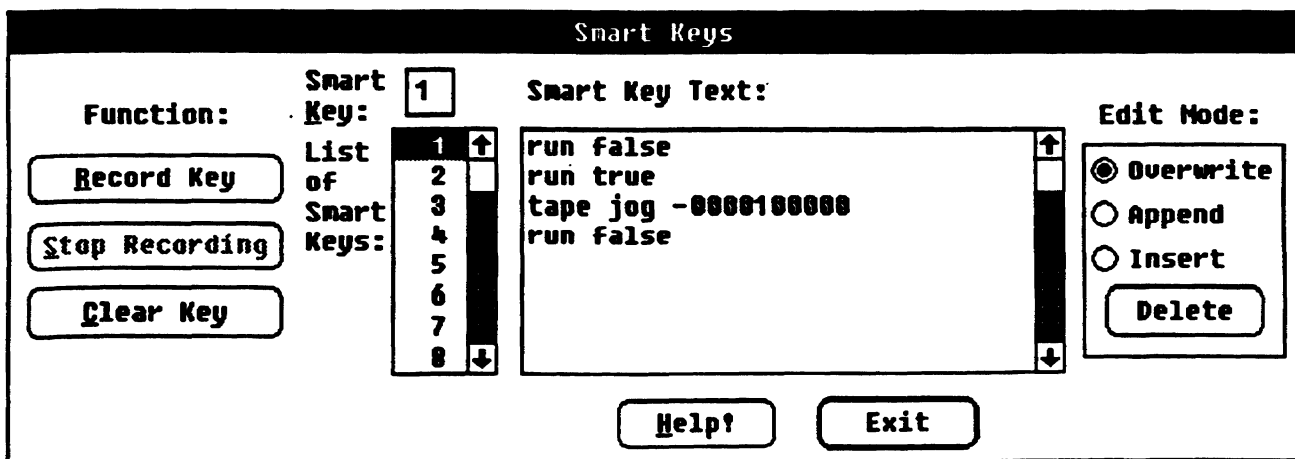 Smart Keys
Function:
Record Key
Stop Recording
Clear Key
Smart Key: 1
List of Smart Keys:
1
2
3
4
5
6
7
8
Smart Key Text:
run false
run true
tape jog -0000100000
run false
Edit Mode:
Overwrite
Append
Insert
Delete
Help!
Exit